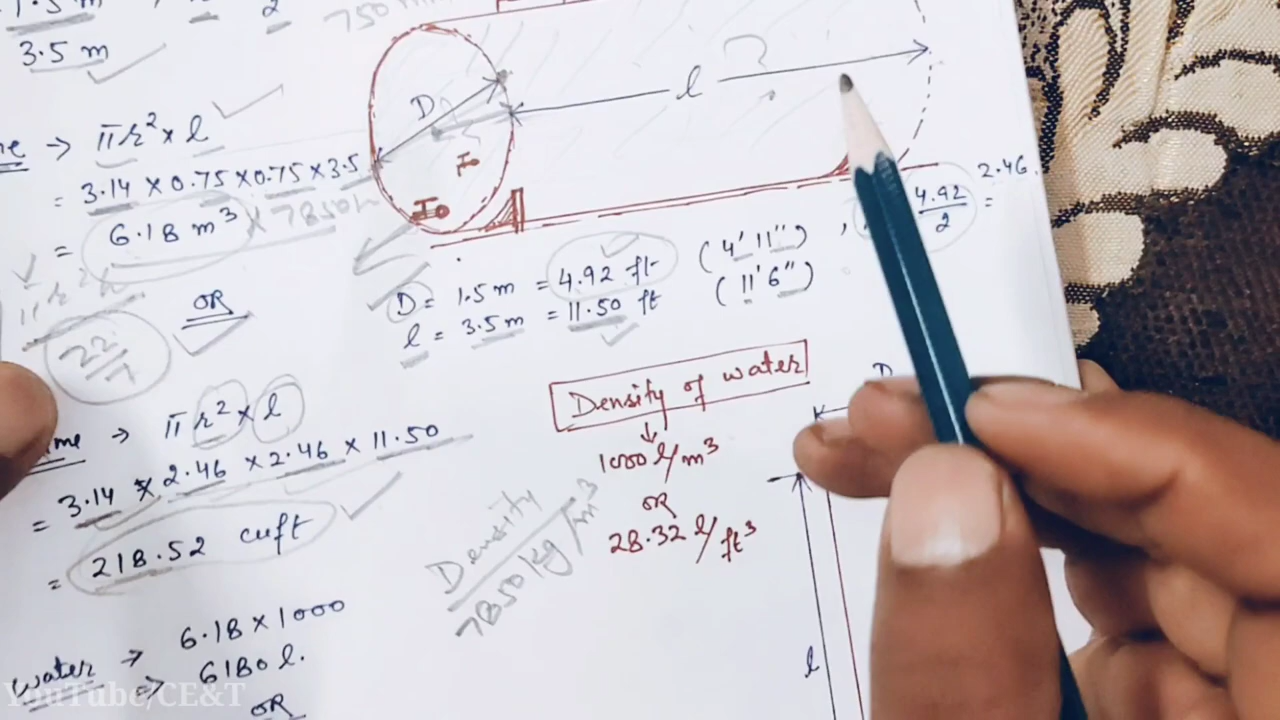 1.5 m
2
750 m
3.5 m
D
l
→ πr² × l
= 3.14 × 0.75 × 0.75 × 3.5
= 6.18 m³ × 7850
OR
22/7
D = 1.5 m = 4.92 ft (4' 11") , 4.92/2 = 2.46
l = 3.5 m = 11.50 ft (11' 6")
Density of water
1000 l/m³
OR
28.32 l/ft³
Density
7850 kg/m³
→ πr² × l
= 3.14 × 2.46 × 2.46 × 11.50
= 218.52 cuft
water → 6.18 × 1000
⇒ 6180 l.
OR
D
l
YouTube/CE&T